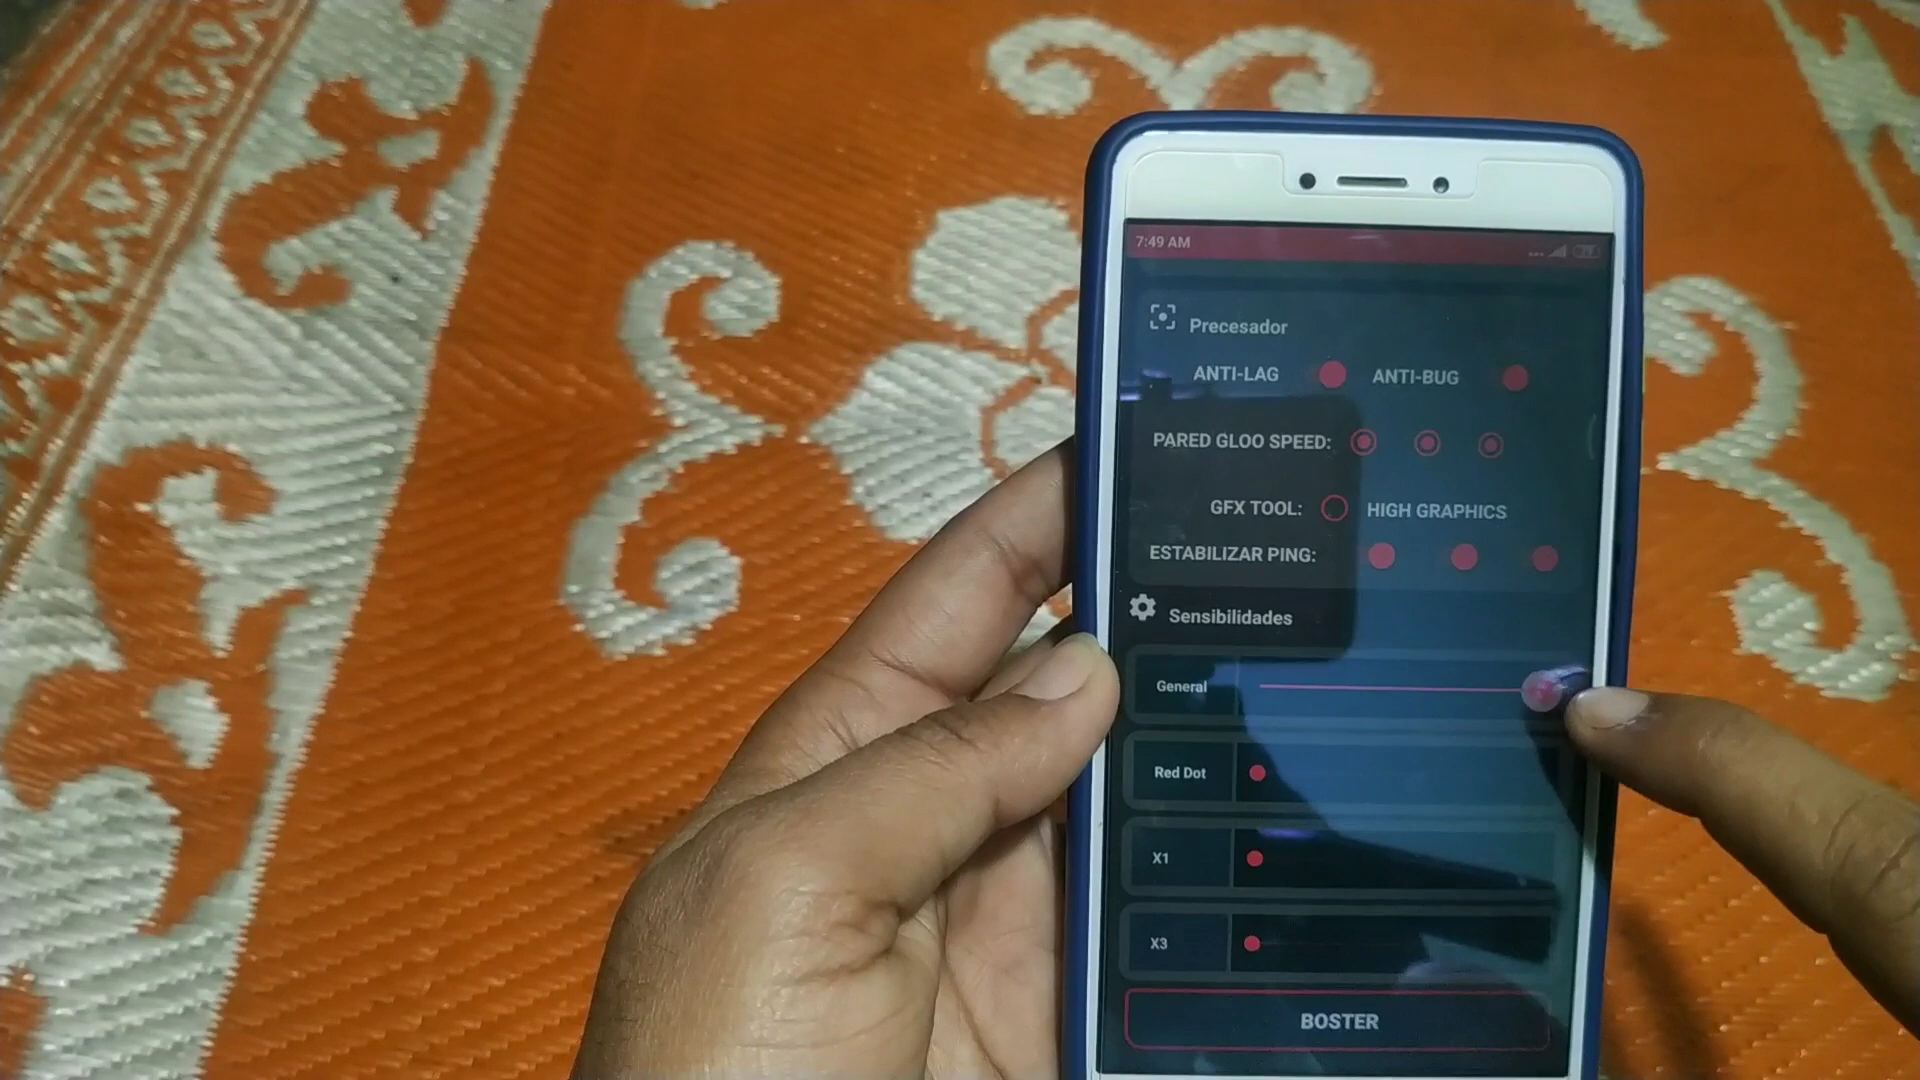 7:49 AM
Precesador
ANTI-LAG ANTI-BUG
PARED GLOO SPEED:
GFX TOOL: HIGH GRAPHICS
ESTABILIZAR PING:
Sensibilidades
General
Red Dot
X1
X3
BOSTER